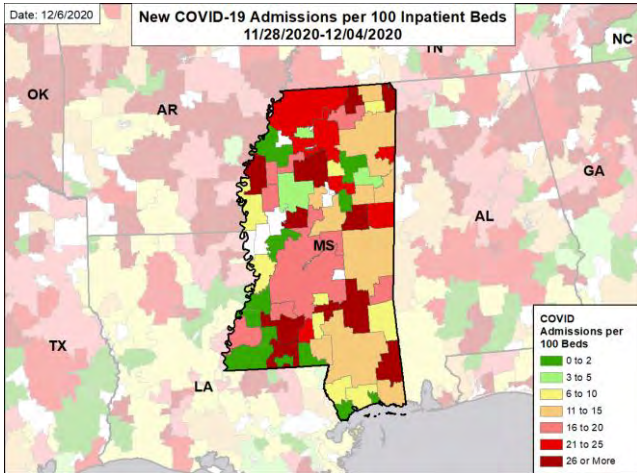 Date: 12/6/2020
New COVID-19 Admissions per 100 Inpatient Beds
11/28/2020-12/04/2020
TN
NC
OK
AR
GA
AL
MS
TX
LA
COVID
Admissions per
100 Beds
0 to 2
3 to 5
6 to 10
11 to 15
16 to 20
21 to 25
26 or More